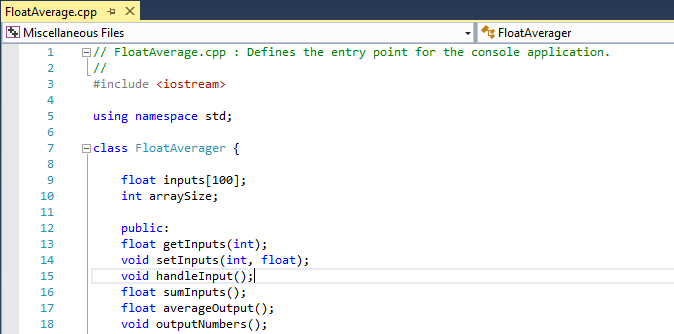 FloatAverage.cpp
Miscellaneous Files FloatAverager
1 // FloatAverage.cpp : Defines the entry point for the console application.
2 //
3 #include <iostream>
4
5 using namespace std;
6
7 class FloatAverager {
8
9 float inputs[100];
10 int arraySize;
11
12 public:
13 float getInputs(int);
14 void setInputs(int, float);
15 void handleInput();
16 float sumInputs();
17 float averageOutput();
18 void outputNumbers();